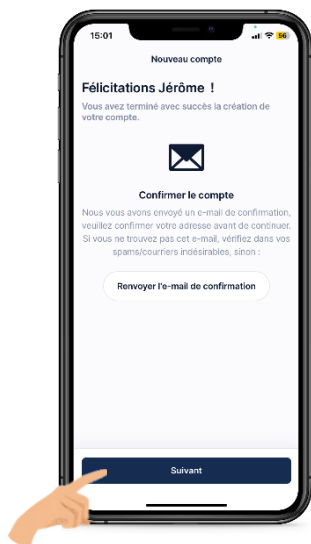 15:01
56
Nouveau compte
Félicitations Jérôme !
Vous avez terminé avec succès la création de
votre compte.
Confirmer le compte
Nous vous avons envoyé un e-mail de confirmation,
veuillez confirmer votre adresse avant de continuer.
Si vous ne trouvez pas cet e-mail, vérifiez dans vos
spams/courriers indésirables, sinon :
Renvoyer l'e-mail de confirmation
Suivant